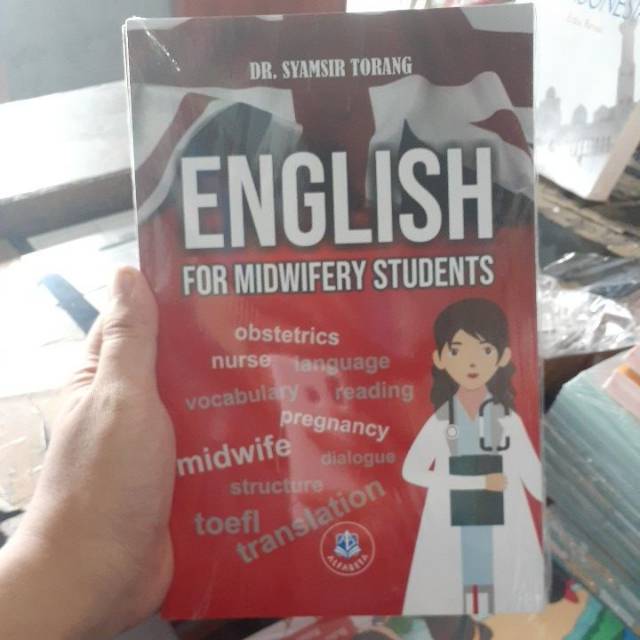 DR. SYAMSIR TORANG
ENGLISH
FOR MIDWIFERY STUDENTS
obstetrics
nurse language
vocabulary reading
pregnancy
midwife
dialogue
structure
toefl
translation
ALFABETA